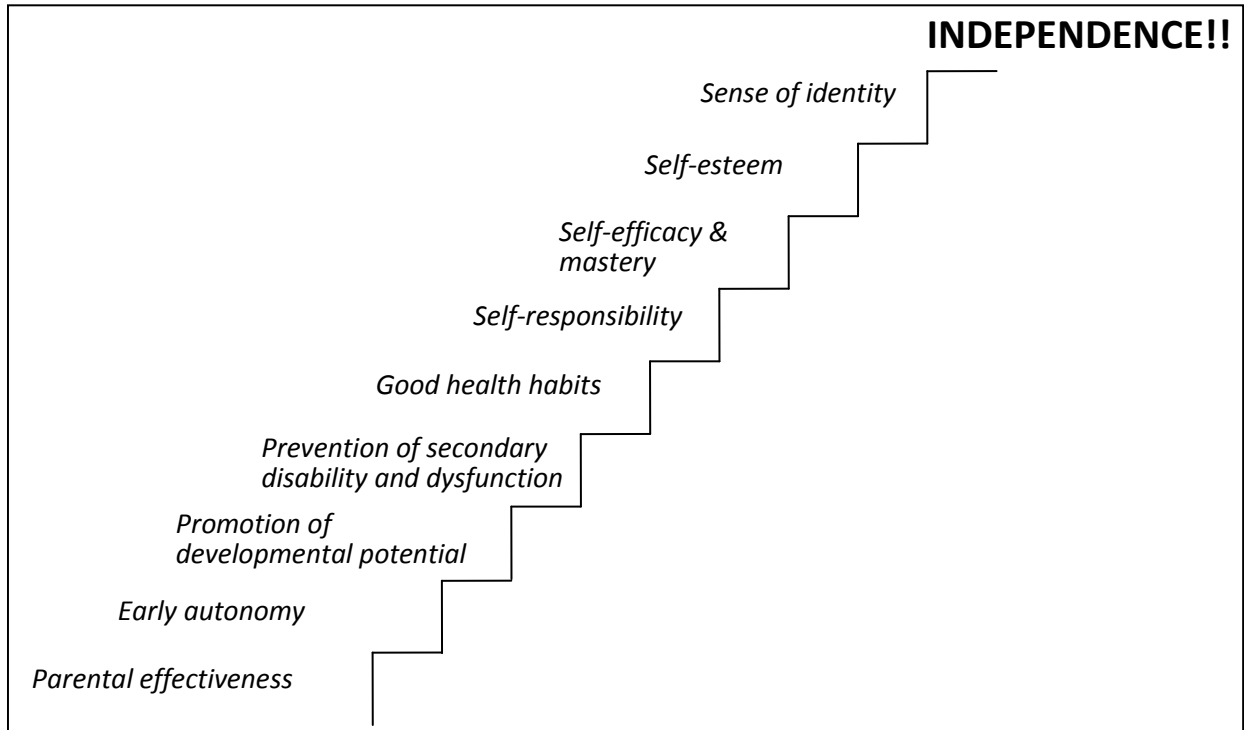 INDEPENDENCE!!
Sense of identity
Self-esteem
Self-efficacy &
mastery
Self-responsibility
Good health habits
Prevention of secondary
disability and dysfunction
Promotion of
developmental potential
Early autonomy
Parental effectiveness